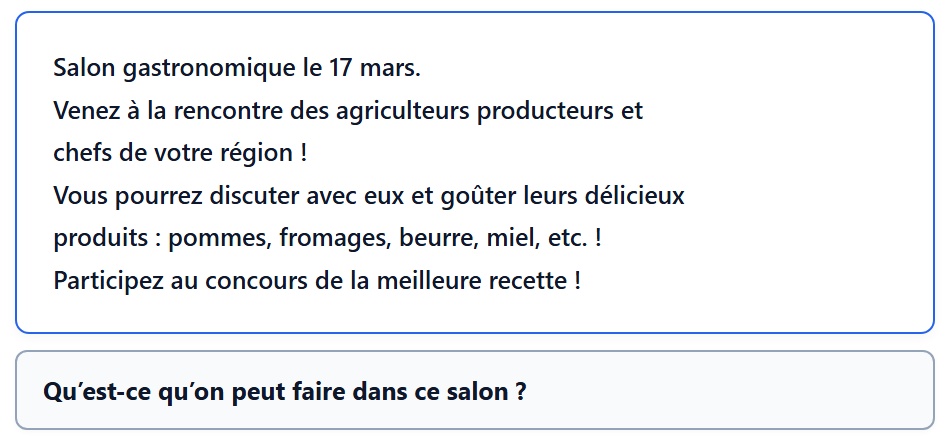 Salon gastronomique le 17 mars.
Venez à la rencontre des agriculteurs producteurs et
chefs de votre région !
Vous pourrez discuter avec eux et goûter leurs délicieux
produits : pommes, fromages, beurre, miel, etc. !
Participez au concours de la meilleure recette !
Qu’est-ce qu’on peut faire dans ce salon ?